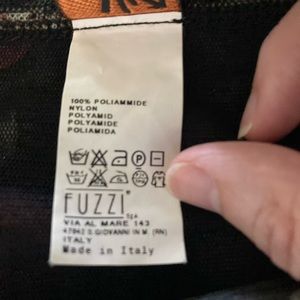 100% POLIAMMIDE
NYLON
POLYAMID
POLYAMIDE
POLIAMIDA
FUZZI®
SpA
VIA AL MARE 143
47842 S.GIOVANNI IN M. (RN)
ITALY
Made in Italy